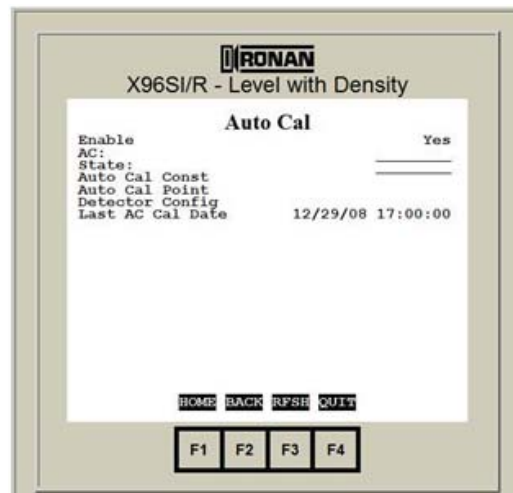 RONAN
X96SI/R - Level with Density
Auto Cal
Enable Yes
AC:
State:
Auto Cal Const
Auto Cal Point
Detector Config
Last AC Cal Date 12/29/08 17:00:00
HOME BACK RFSH QUIT
F1 F2 F3 F4